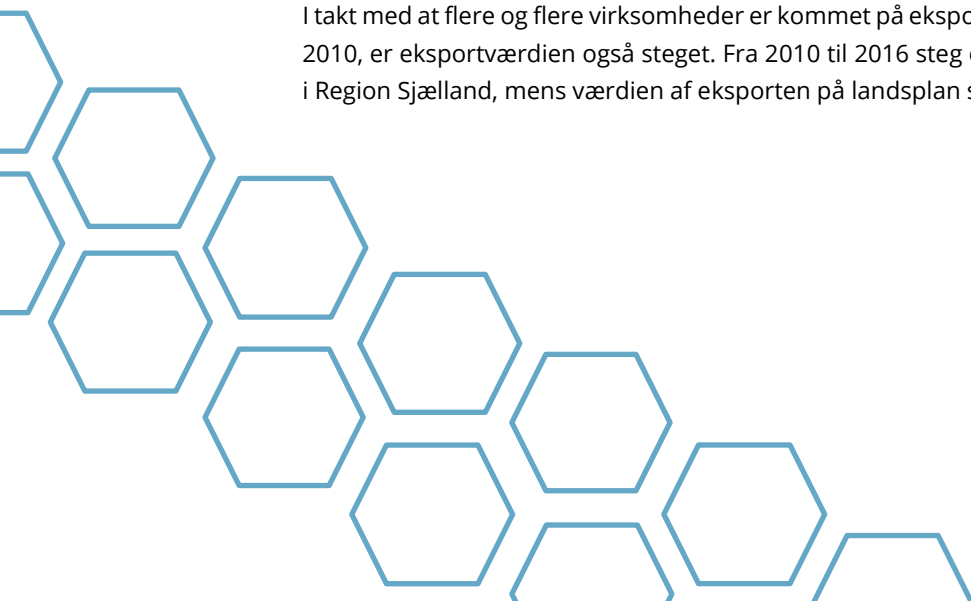 I takt med at flere og flere virksomheder er kommet på
2010, er eksportværdien også steget. Fra 2010 til 2016 steg
i Region Sjælland, mens værdien af eksporten på landsplan